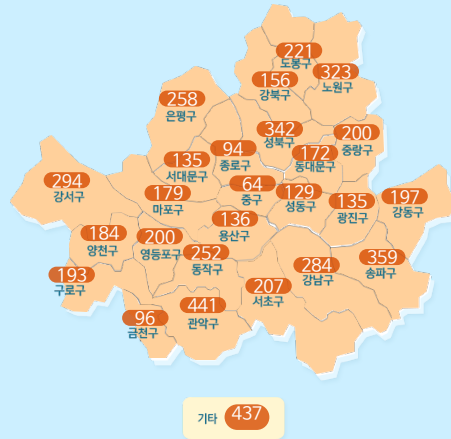 221
도봉구
323
노원구
156
강북구
258
은평구
342
성북구
200
중랑구
94
종로구
172
동대문구
135
서대문구
294
강서구
179
마포구
64
중구
129
성동구
135
광진구
197
강동구
136
용산구
184
양천구
200
영등포구
252
동작구
359
송파구
284
강남구
193
구로구
207
서초구
441
관악구
96
금천구
기타 437